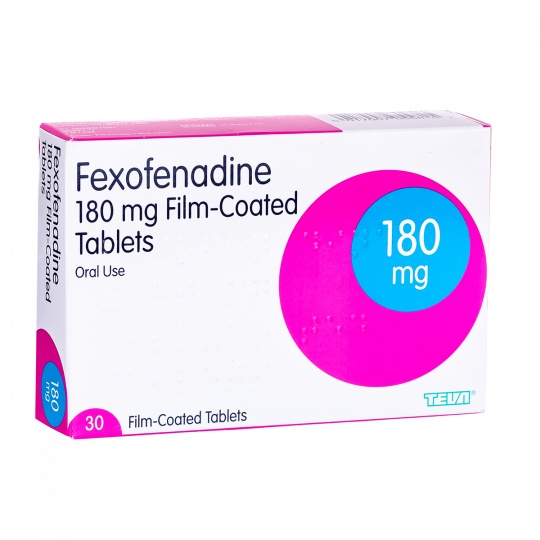 Fexofenadine
180 mg Film-Coated
Tablets
Oral Use
180
mg
TEVA
30 Film-Coated Tablets
Fexofenadine
180 mg Film-Coated
Tablets
180
mg